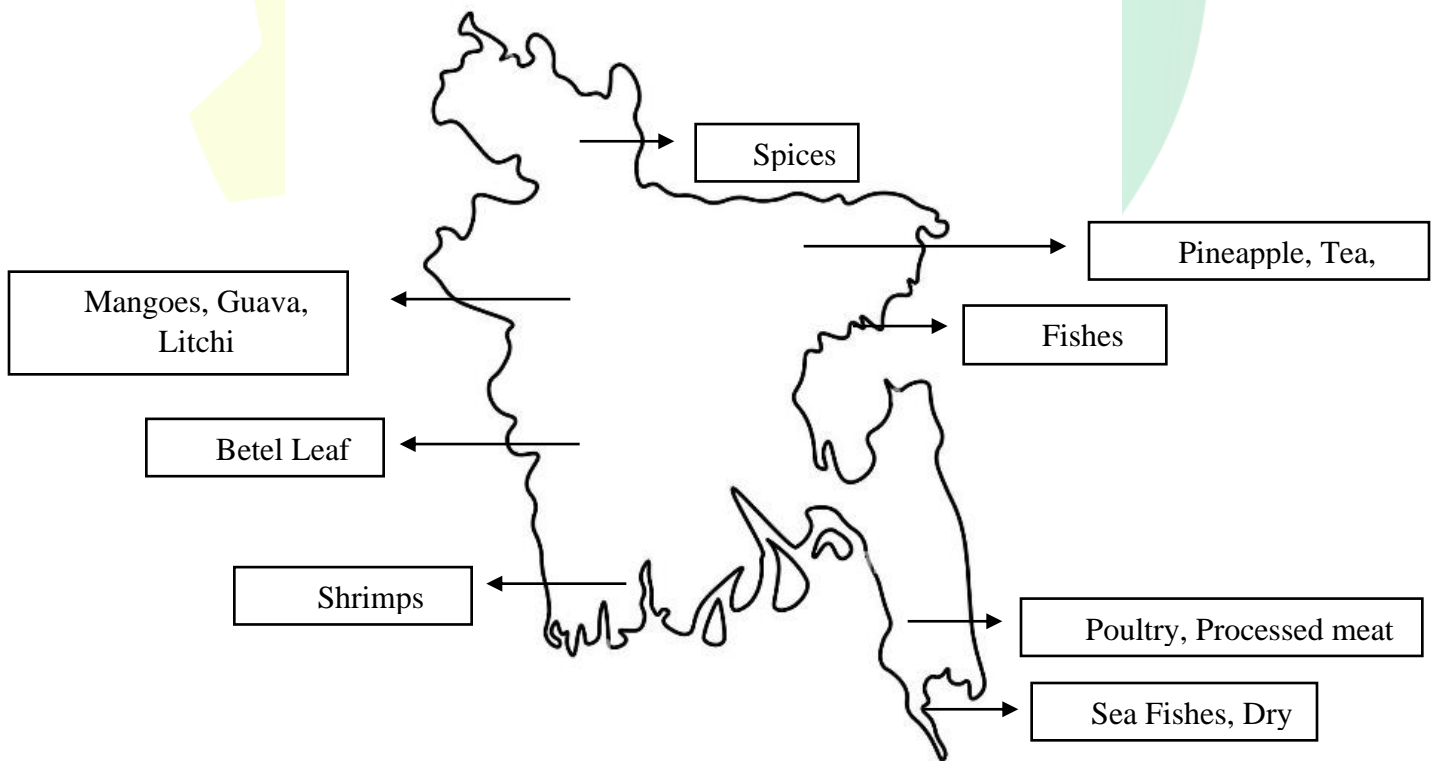 Spices
Pineapple, Tea,
Mangoes, Guava,
Litchi
Fishes
Betel Leaf
Shrimps
Poultry, Processed meat
Sea Fishes, Dry